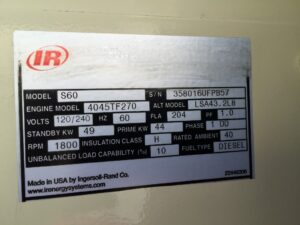 IR
MODEL S60 S/N 358016UFPB57
ENGINE MODEL 4045TF270 ALT MODEL LSA43.2L8
VOLTS 120/240 HZ 60 PLA 204 PF 1.0
STANDBY KW 49 PRIME KW 44 PHASE 1
RPM 1800 INSULATION CLASS H RATED AMBIENT 40
UNBALANCED LOAD CAPABILITY (%) 10 FUEL TYPE DIESEL
Made in USA by Ingersoll-Rand Co.
www.irenergysystems.com